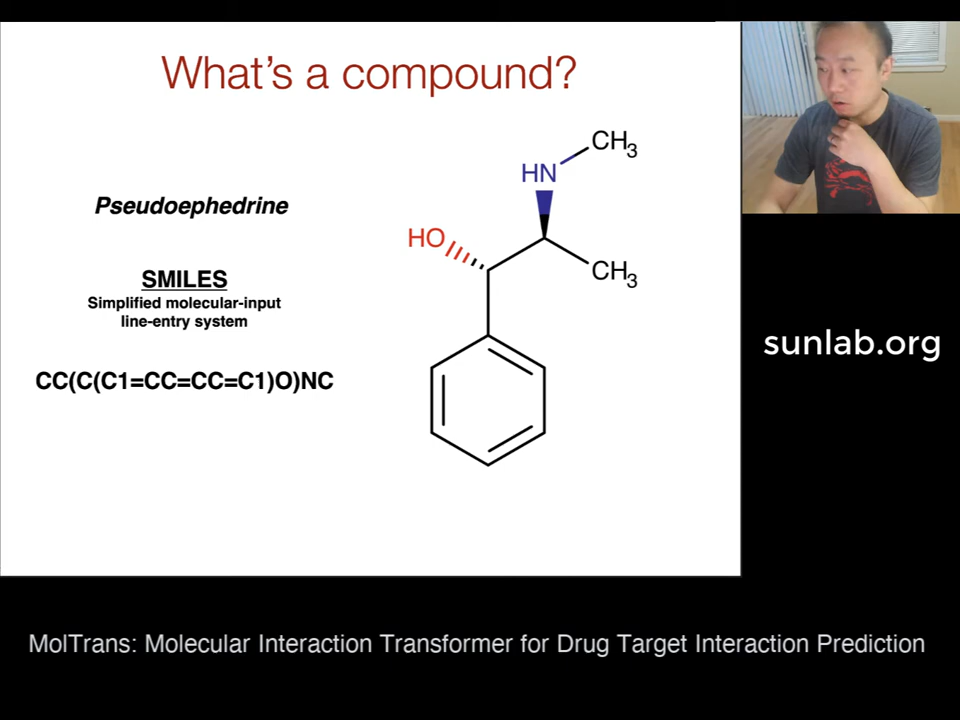 What's a compound?
Pseudoephedrine
SMILES
Simplified molecular-input
line-entry system
CC(C(C1=CC=CC=C1)O)NC
CH3
HN
HO
CH3
sunlab.org
MolTrans: Molecular Interaction Transformer for Drug Target Interaction Prediction